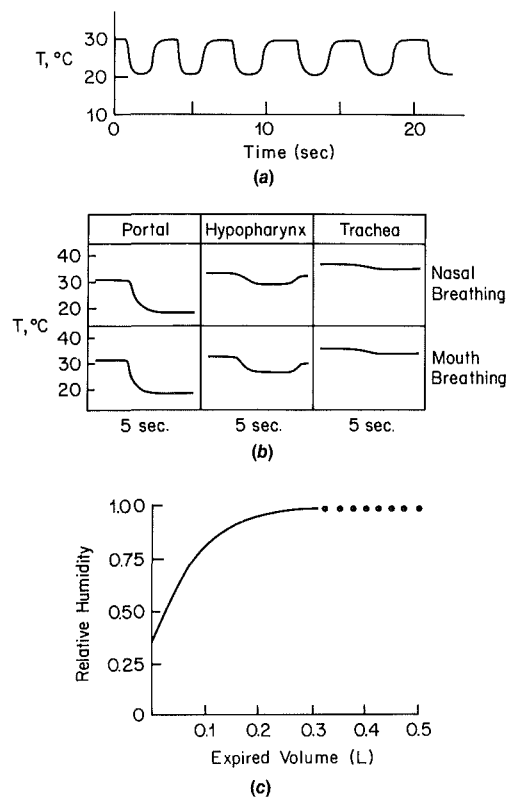 30
T, °C
20
10
0 10 20
Time (sec)
(a)
Portal Hypopharynx Trachea
40
30
20
Nasal
Breathing
T, °C
40
30
20
Mouth
Breathing
5 sec. 5 sec. 5 sec.
(b)
1.00
0.75
0.50
0.25
0
Relative Humidity
0.1 0.2 0.3 0.4 0.5
Expired Volume (L)
(c)